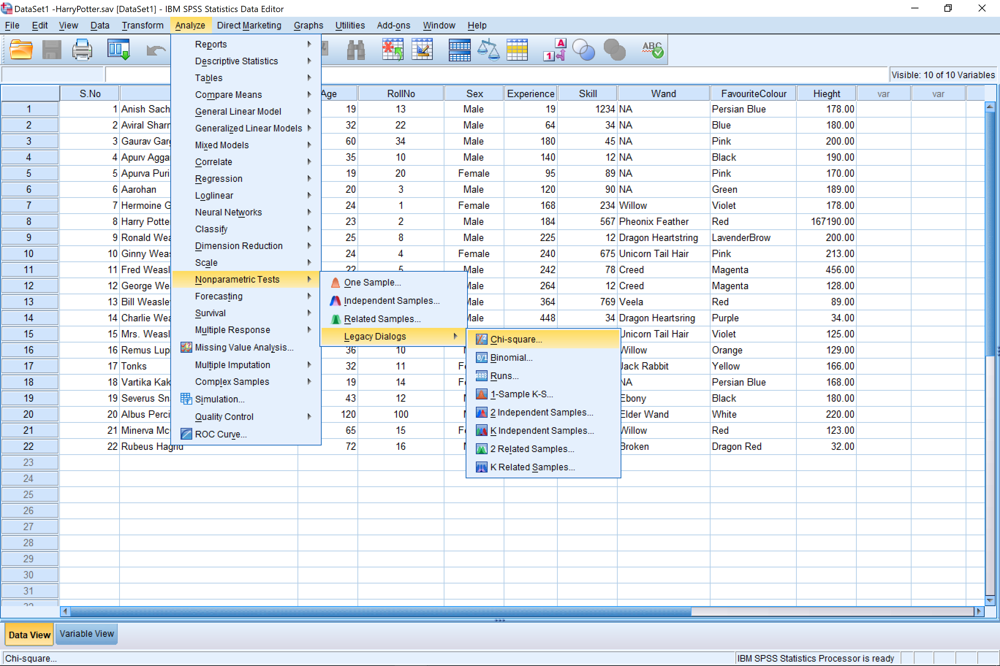 DataSet1 -HarryPotter.sav [DataSet1] - IBM SPSS Statistics Data Editor
File Edit View Data Transform Analyze Direct Marketing Graphs Utilities Add-ons Window Help
Visible: 10 of 10 Variables
S.No Age RollNo Sex Experience Skill Wand FavouriteColour Hieght var var
1 1 Anish Sach 19 13 Male 19 1234 NA Persian Blue 178.00
2 2 Aviral Sharr 32 22 Male 64 34 NA Blue 180.00
3 3 Gaurav Gar 60 34 Male 180 45 NA Pink 200.00
4 4 Apurv Agga 35 10 Male 140 12 NA Black 190.00
5 5 Apurva Puri 19 20 Female 95 89 NA Pink 170.00
6 6 Aarohan 20 3 Male 120 90 NA Green 189.00
7 7 Hermoine G 24 1 Female 168 234 Willow Violet 178.00
8 8 Harry Potte 23 2 Male 184 567 Pheonix Feather Red 167190.00
9 9 Ronald Wea 25 8 Male 225 12 Dragon Heartstring LavenderBrow 200.00
10 10 Ginny Weas 24 4 Female 240 675 Unicorn Tail Hair Pink 213.00
11 11 Fred Weasl 22 5 Male 242 78 Creed Magenta 456.00
12 12 George We Male 264 12 Creed Magenta 128.00
13 13 Bill Weasle Male 364 769 Veela Red 89.00
14 14 Charlie Wea Male 448 34 Dragon Heartsring Purple 34.00
15 15 Mrs. Weasl Unicorn Tail Hair Violet 125.00
16 16 Remus Lup 36 10 Willow Orange 129.00
17 17 Tonks 32 11 Jack Rabbit Yellow 166.00
18 18 Vartika Kak 19 14 NA Persian Blue 168.00
19 19 Severus Sn 43 12 Ebony Black 180.00
20 20 Albus Perci 120 100 Elder Wand White 220.00
21 21 Minerva Mc 65 15 Willow Red 123.00
22 22 Rubeus Hagrid 72 16 Broken Dragon Red 32.00
23
24
25
26
27
28
29
30
31
32
Reports
Descriptive Statistics
Tables
Compare Means
General Linear Model
Generalized Linear Models
Mixed Models
Correlate
Regression
Loglinear
Neural Networks
Classify
Dimension Reduction
Scale
Nonparametric Tests
Forecasting
Survival
Multiple Response
Missing Value Analysis...
Multiple Imputation
Complex Samples
Simulation...
Quality Control
ROC Curve...
One Sample...
Independent Samples...
Related Samples...
Legacy Dialogs
Chi-square...
Binomial...
Runs...
1-Sample K-S...
2 Independent Samples...
K Independent Samples...
2 Related Samples...
K Related Samples...
Data View Variable View
Chi-square... IBM SPSS Statistics Processor is ready